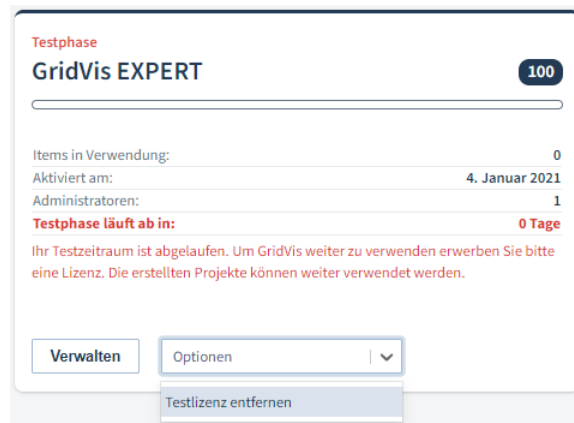 Testphase
GridVis EXPERT
100
Items in Verwendung: 0
Aktiviert am: 4. Januar 2021
Administratoren: 1
Testphase läuft ab in: 0 Tage
Ihr Testzeitraum ist abgelaufen. Um GridVis weiter zu verwenden erwerben Sie bitte
eine Lizenz. Die erstellten Projekte können weiter verwendet werden.
Verwalten
Optionen
Testlizenz entfernen